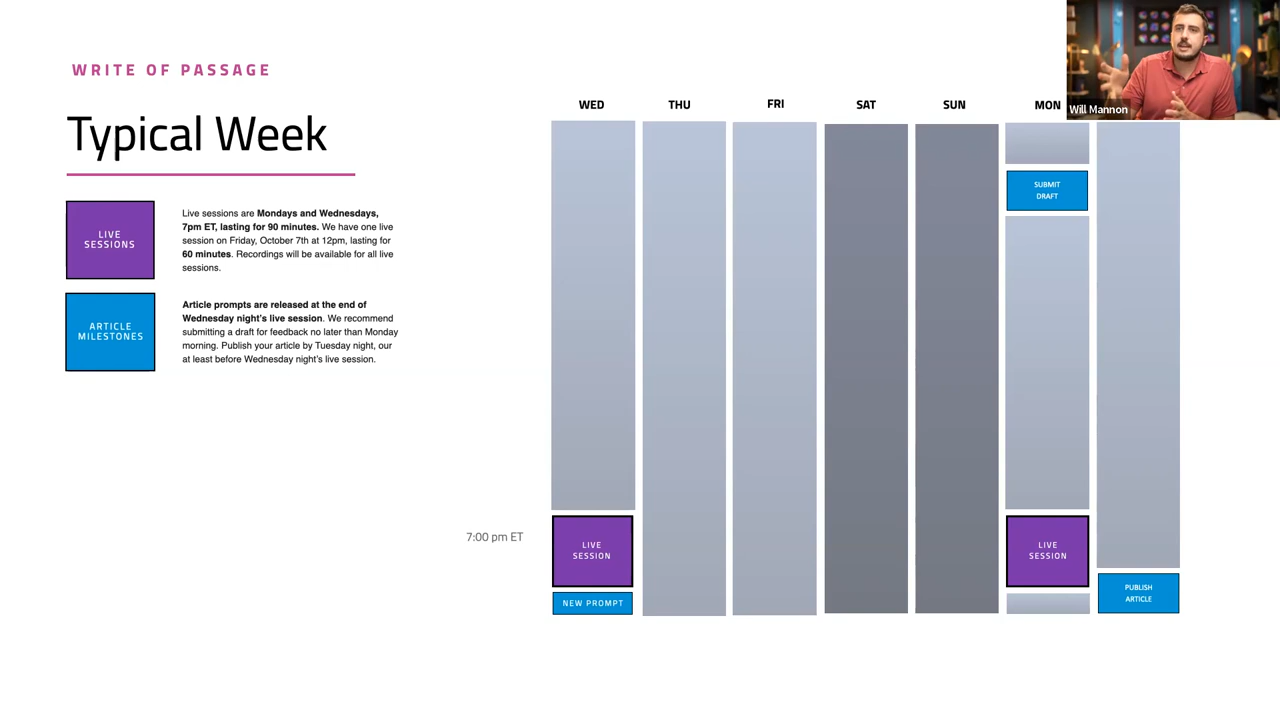 WRITE OF PASSAGE
Typical Week
LIVE
SESSIONS
Live sessions are Mondays and Wednesdays,
7pm ET, lasting for 90 minutes. We have one live
session on Friday, October 7th at 12pm, lasting for
60 minutes. Recordings will be available for all live
sessions.
ARTICLE
MILESTONES
Article prompts are released at the end of
Wednesday night's live session. We recommend
submitting a draft for feedback no later than Monday
morning. Publish your article by Tuesday night, our
at least before Wednesday night's live session.
WED THU FRI SAT SUN MON
Will Mannon
SUBMIT
DRAFT
7:00 pm ET
LIVE
SESSION
NEW PROMPT
LIVE
SESSION
PUBLISH
ARTICLE